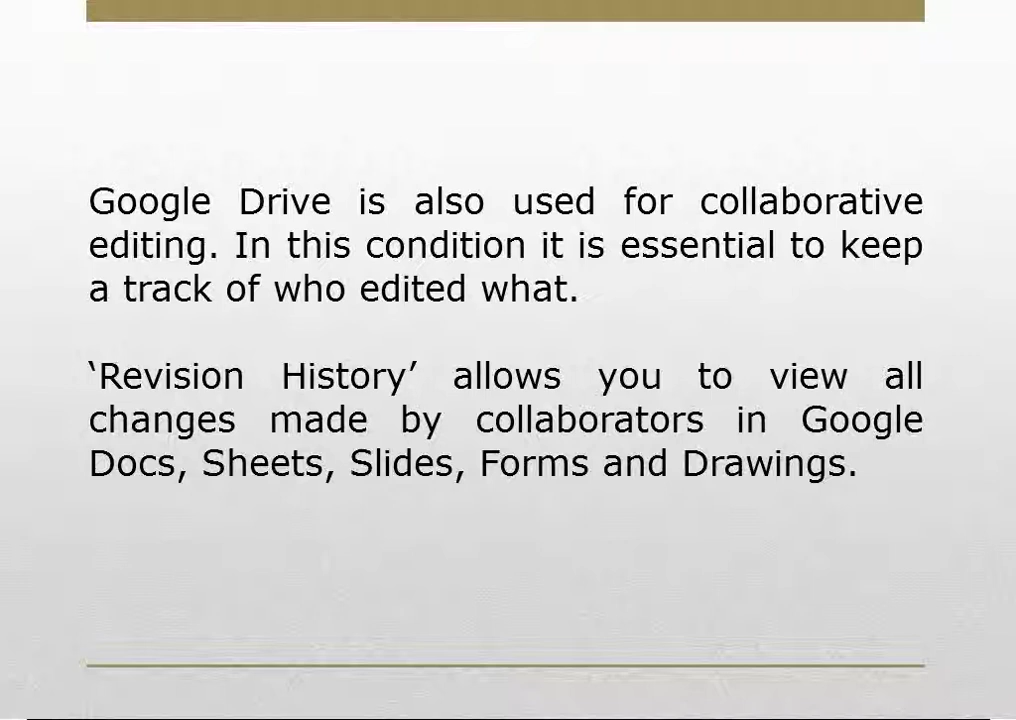 Google Drive is also used for collaborative
editing. In this condition it is essential to keep
a track of who edited what.
‘Revision History’ allows you to view all
changes made by collaborators in Google
Docs, Sheets, Slides, Forms and Drawings.